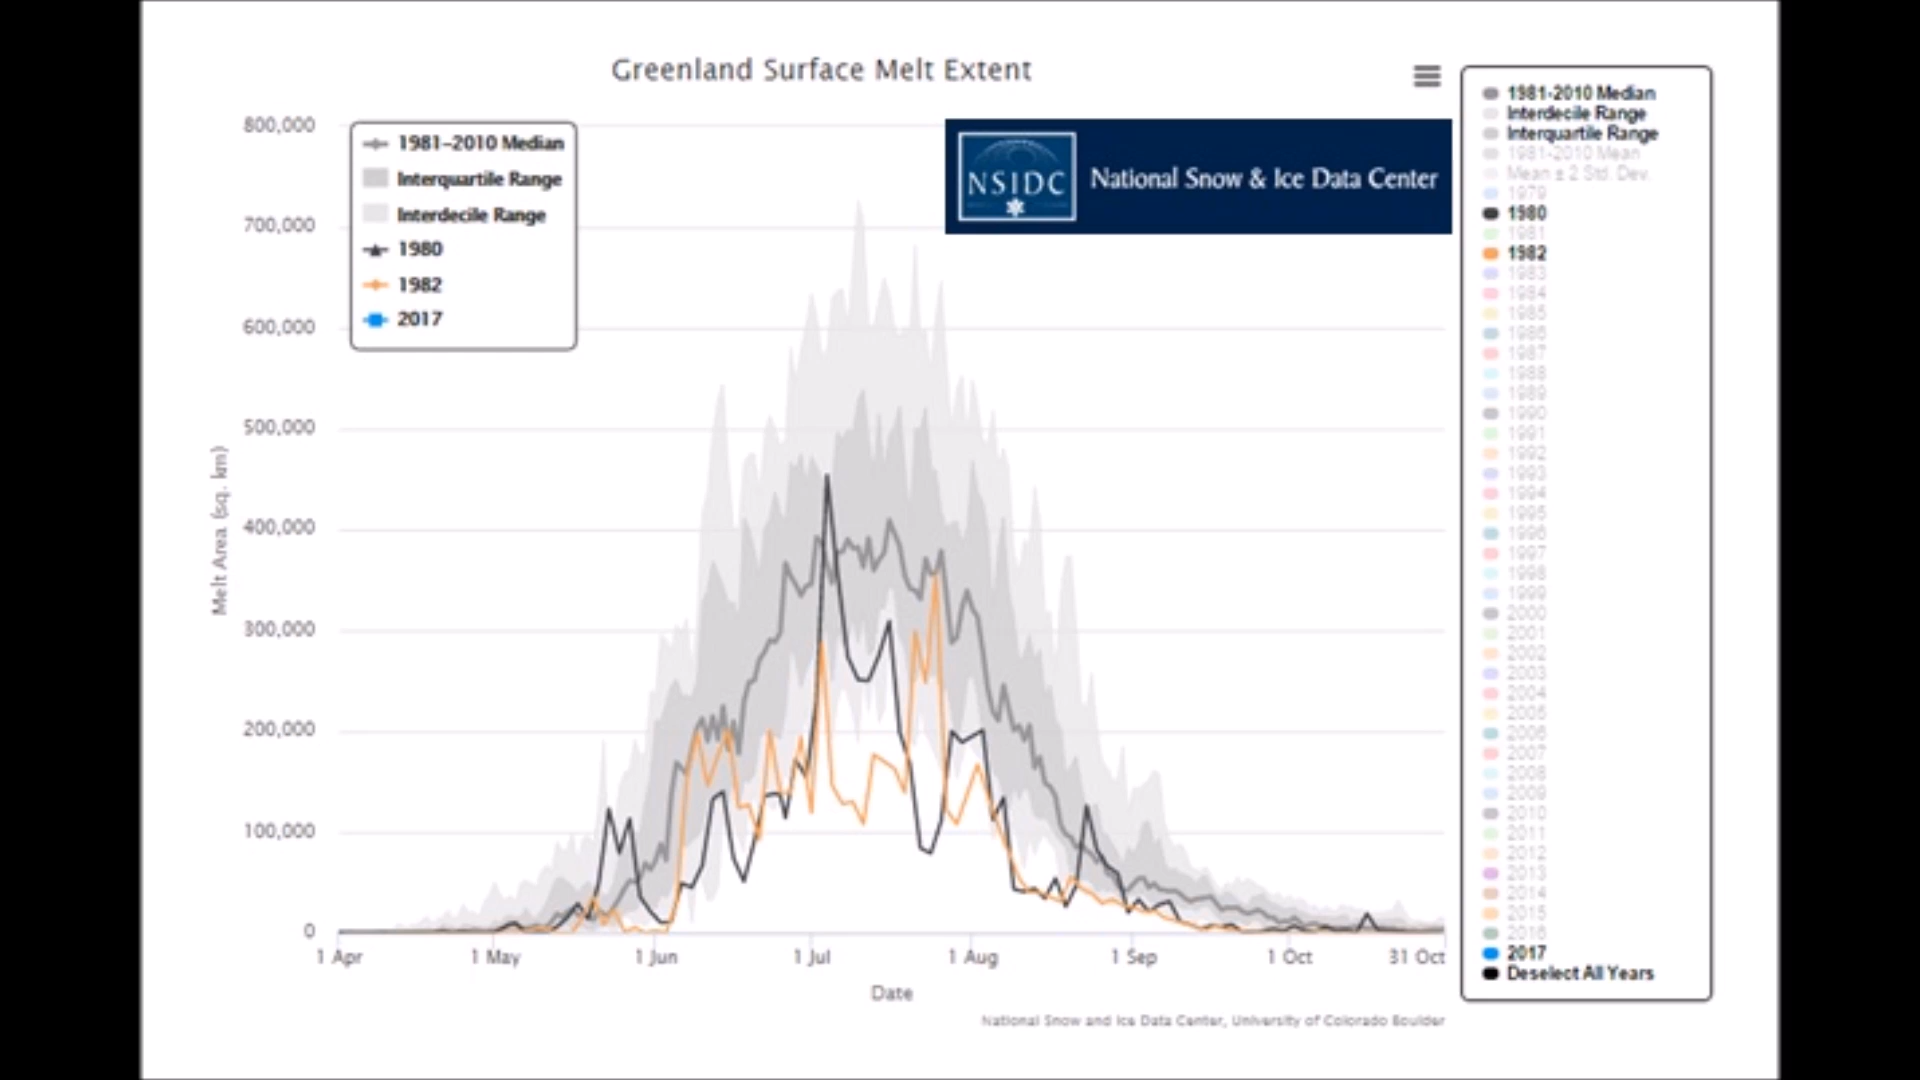 Greenland Surface Melt Extent
800,000
700,000
600,000
500,000
400,000
300,000
200,000
100,000
0
Melt Area (sq. km)
1981–2010 Median
Interquartile Range
Interdecile Range
1980
1982
2017
NSIDC
National Snow & Ice Data Center
1 Apr
1 May
1 Jun
1 Jul
1 Aug
1 Sep
1 Oct
31 Oct
Date
National Snow and Ice Data Center, University of Colorado Boulder
1981-2010 Median
Interdecile Range
Interquartile Range
1981-2010 Mean
Mean ± 2 Std. Dev.
1979
1980
1981
1982
1983
1984
1985
1986
1987
1988
1989
1990
1991
1992
1993
1994
1995
1996
1997
1998
1999
2000
2001
2002
2003
2004
2005
2006
2007
2008
2009
2010
2011
2012
2013
2014
2015
2016
2017
Deselect All Years